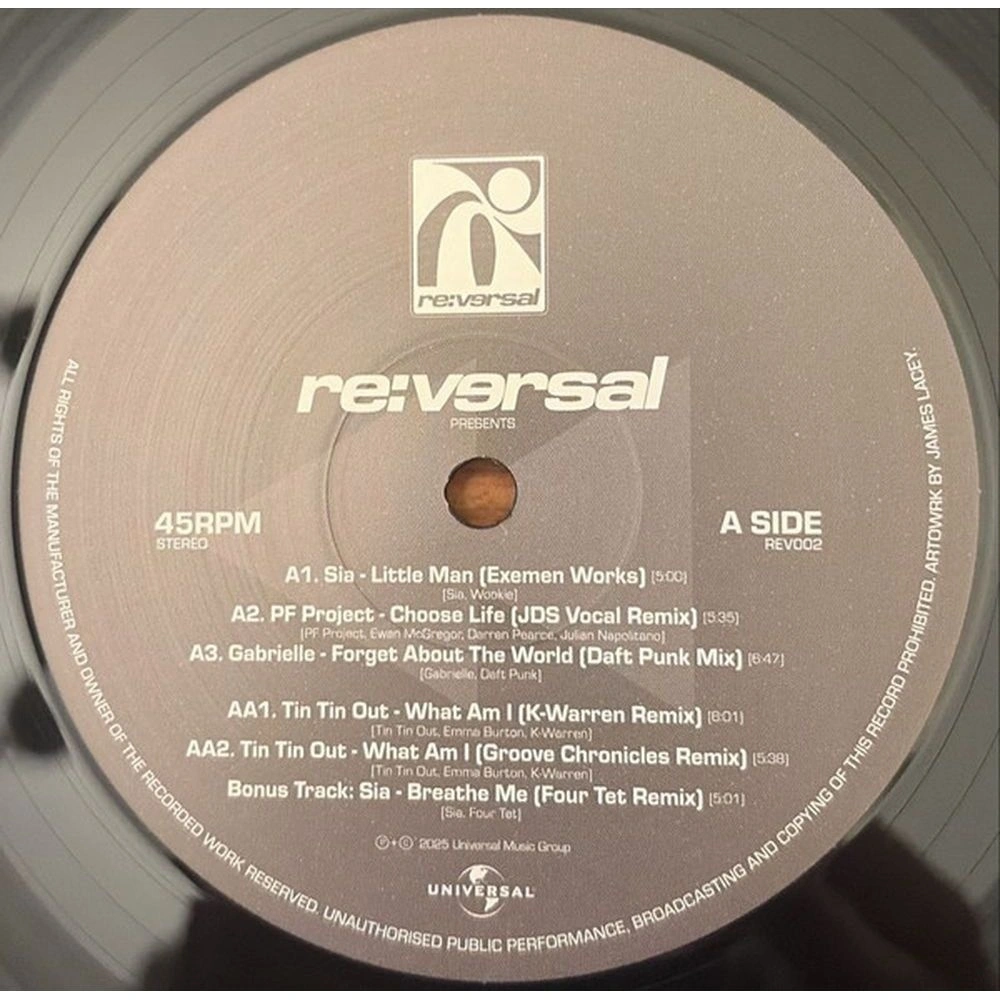 re:versal
re:versal
PRESENTS
45RPM
STEREO
A SIDE
REV002
A1. Sia - Little Man (Exemen Works) [5:00]
[Sia, Wookie]
A2. PF Project - Choose Life (JDS Vocal Remix) [5:35]
[PF Project, Ewan McGregor, Darren Pearce, Julian Napolitano]
A3. Gabrielle - Forget About The World (Daft Punk Mix) [6:47]
[Gabrielle, Daft Punk]
AA1. Tin Tin Out - What Am I (K-Warren Remix) [6:01]
[Tin Tin Out, Emma Burton, K-Warren]
AA2. Tin Tin Out - What Am I (Groove Chronicles Remix) [5:38]
[Tin Tin Out, Emma Burton, K-Warren]
Bonus Track: Sia - Breathe Me (Four Tet Remix) [5:01]
[Sia, Four Tet]
℗+© 2025 Universal Music Group
UNIVERSAL
ALL RIGHTS OF THE MANUFACTURER AND OWNER OF THE RECORDED WORK RESERVED. UNAUTHORISED PUBLIC PERFORMANCE, BROADCASTING AND COPYING OF THIS RECORD PROHIBITED. ARTOWRK BY JAMES LACEY.